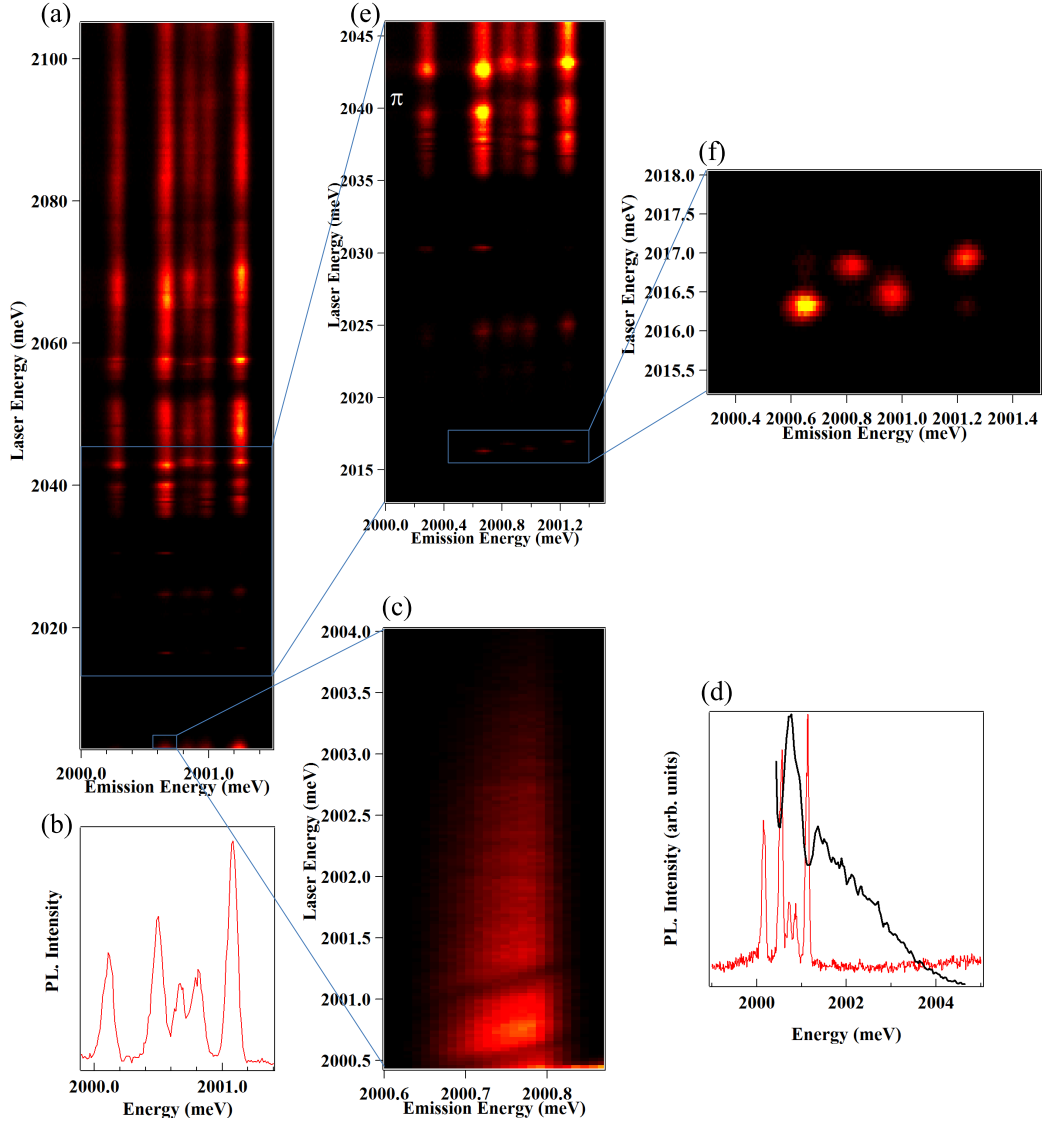 (a)
2100
2080
2060
2040
2020
Laser Energy (meV)
2000.0
2001.0
Emission Energy (meV)
(e)
2045
2040
2035
2030
2025
2020
2015
π
Laser Energy (meV)
2000.0
2000.4
2000.8
2001.2
Emission Energy (meV)
(f)
2018.0
2017.5
2017.0
2016.5
2016.0
2015.5
Laser Energy (meV)
2000.4
2000.6
2000.8
2001.0
2001.2
2001.4
Emission Energy (meV)
(b)
PL. Intensity
2000.0
2001.0
Energy (meV)
(c)
2004.0
2003.5
2003.0
2002.5
2002.0
2001.5
2001.0
2000.5
Laser Energy (meV)
2000.6
2000.7
2000.8
Emission Energy (meV)
(d)
PL. Intensity (arb. units)
2000
2002
2004
Energy (meV)